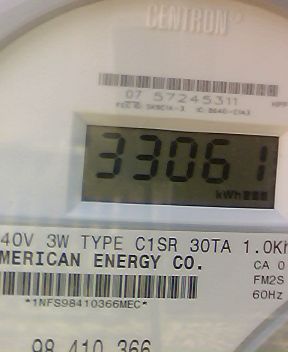 CENTRON
07 57245311
33061
kWh
40V 3W TYPE C1SR 30TA 1.0Kh
MERICAN ENERGY CO.
CA 0
FM2S
60Hz
*1NFS98410366MEC*
98 410 366